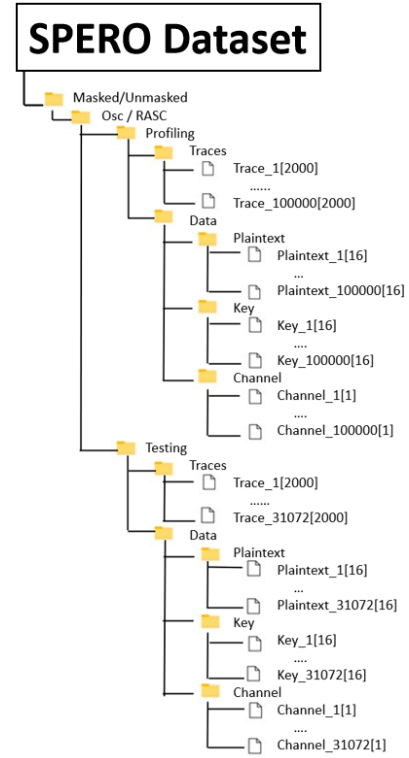 SPERO Dataset
Masked/Unmasked
Osc / RASC
Profiling
Traces
Trace_1[2000]
......
Trace_100000[2000]
Data
Plaintext
Plaintext_1[16]
...
Plaintext_100000[16]
Key
Key_1[16]
....
Key_100000[16]
Channel
Channel_1[1]
....
Channel_100000[1]
Testing
Traces
Trace_1[2000]
......
Trace_31072[2000]
Data
Plaintext
Plaintext_1[16]
...
Plaintext_31072[16]
Key
Key_1[16]
....
Key_31072[16]
Channel
Channel_1[1]
....
Channel_31072[1]